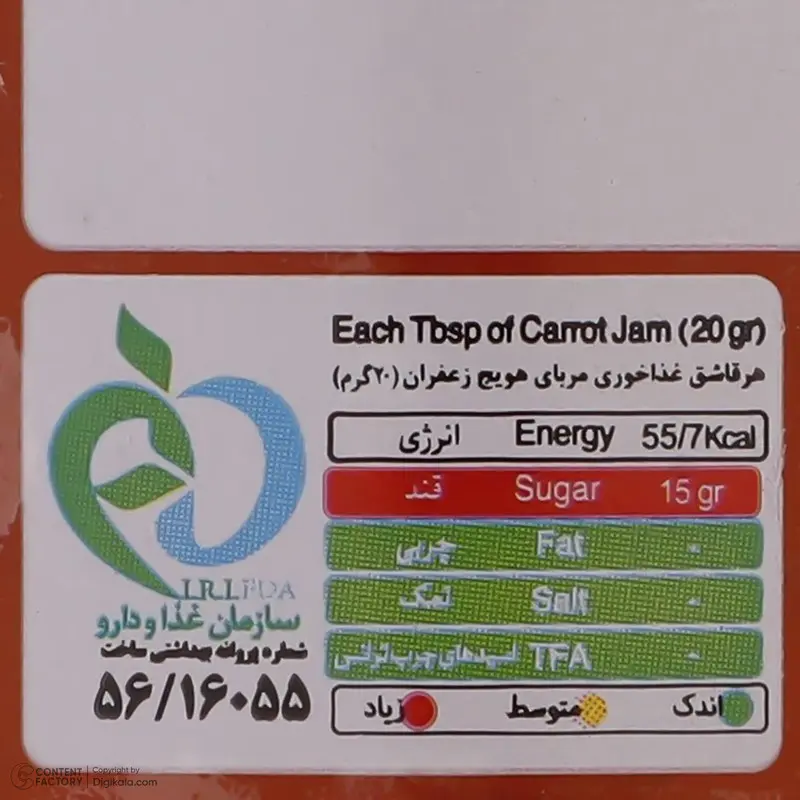 Each Tbsp of Carrot Jam (20 gr)
هر قاشق غذاخوری مربای هویج زعفران (۲۰گرم)
انرژی Energy 55/7Kcal
قند Sugar 15 gr
چربی Fat -
نمک Salt -
اسیدهای چرب ترانس TFA -
زیاد متوسط اندک
I.R.I.FDA
سازمان غذا و دارو
شماره پروانه بهداشتی ساخت
۵۶/۱۶۰۵۵
CONTENT FACTORY Copyright by Digikala.com